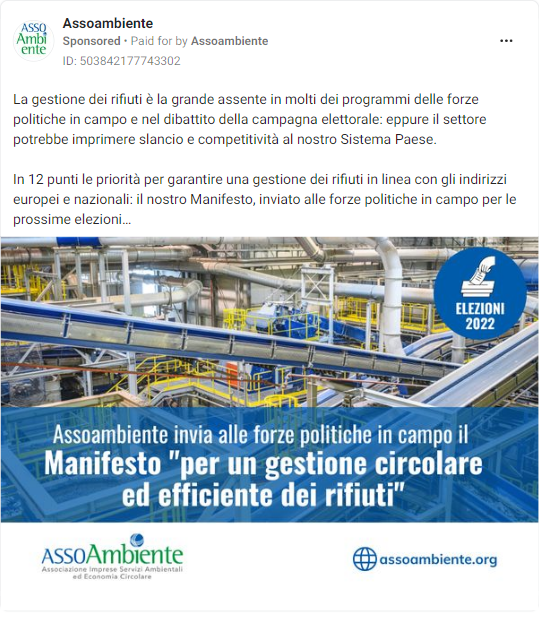 Assoambiente
Sponsored • Paid for by Assoambiente
ID: 503842177743302
La gestione dei rifiuti è la grande assente in molti dei programmi delle forze
politiche in campo e nel dibattito della campagna elettorale: eppure il settore
potrebbe imprimere slancio e competitività al nostro Sistema Paese.
In 12 punti le priorità per garantire una gestione dei rifiuti in linea con gli indirizzi
europei e nazionali: il nostro Manifesto, inviato alle forze politiche in campo per le
prossime elezioni...
ELEZIONI
2022
Assoambiente invia alle forze politiche in campo il
Manifesto "per un gestione circolare
ed efficiente dei rifiuti"
ASSOAmbiente
Associazione Imprese Servizi Ambientali
ed Economia Circolare
assoambiente.org
ASSO
Ambi
ente